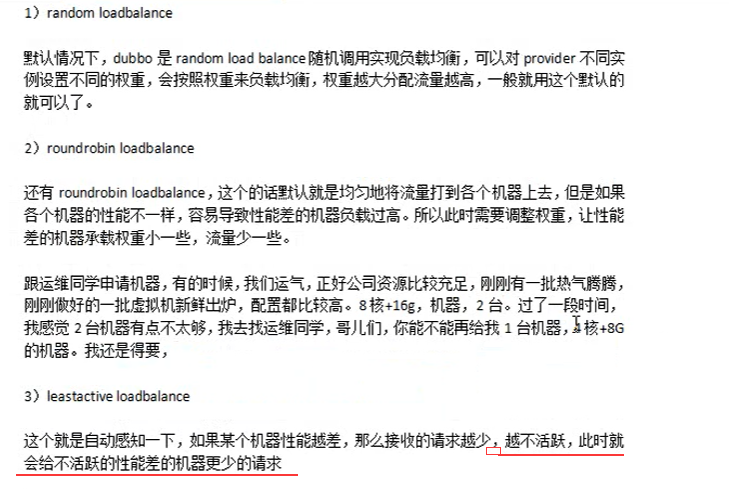 1）random loadbalance
默认情况下，dubbo 是 random load balance 随机调用实现负载均衡，可以对 provider 不同实
例设置不同的权重，会按照权重来负载均衡，权重越大分配流量越高，一般就用这个默认的
就可以了。
2）roundrobin loadbalance
还有 roundrobin loadbalance，这个的话默认就是均匀地将流量打到各个机器上去，但是如果
各个机器的性能不一样，容易导致性能差的机器负载过高。所以此时需要调整权重，让性能
差的机器承载权重小一些，流量少一些。
跟运维同学申请机器，有的时候，我们运气，正好公司资源比较充足，刚刚有一批热气腾腾，
刚刚做好的一批虚拟机新鲜出炉，配置都比较高。8 核+16g，机器，2 台。过了一段时间，
我感觉 2 台机器有点不太够，我去找运维同学，哥儿们，你能不能再给我 1 台机器，核+8G
的机器。我还是得要，
3）leastactive loadbalance
这个就是自动感知一下，如果某个机器性能越差，那么接收的请求越少，越不活跃，此时就
会给不活跃的性能差的机器更少的请求